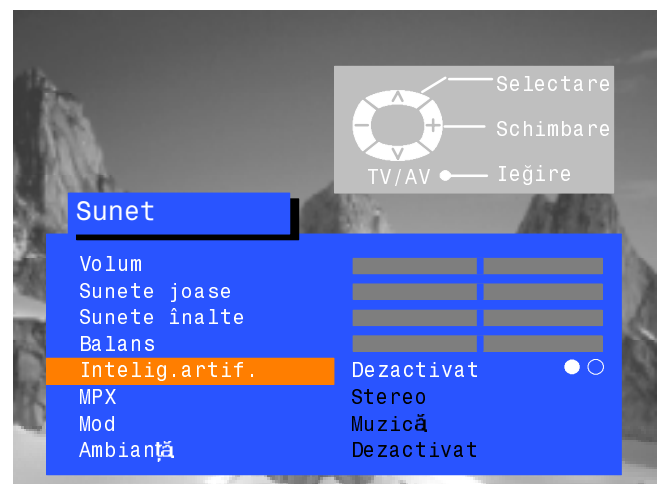 Selectare
Schimbare
TV/AV Ieğire
Sunet
Volum
Sunete joase
Sunete înalte
Balans
Intelig.artif. Dezactivat
MPX Stereo
Mod Muzică
Ambianţă Dezactivat